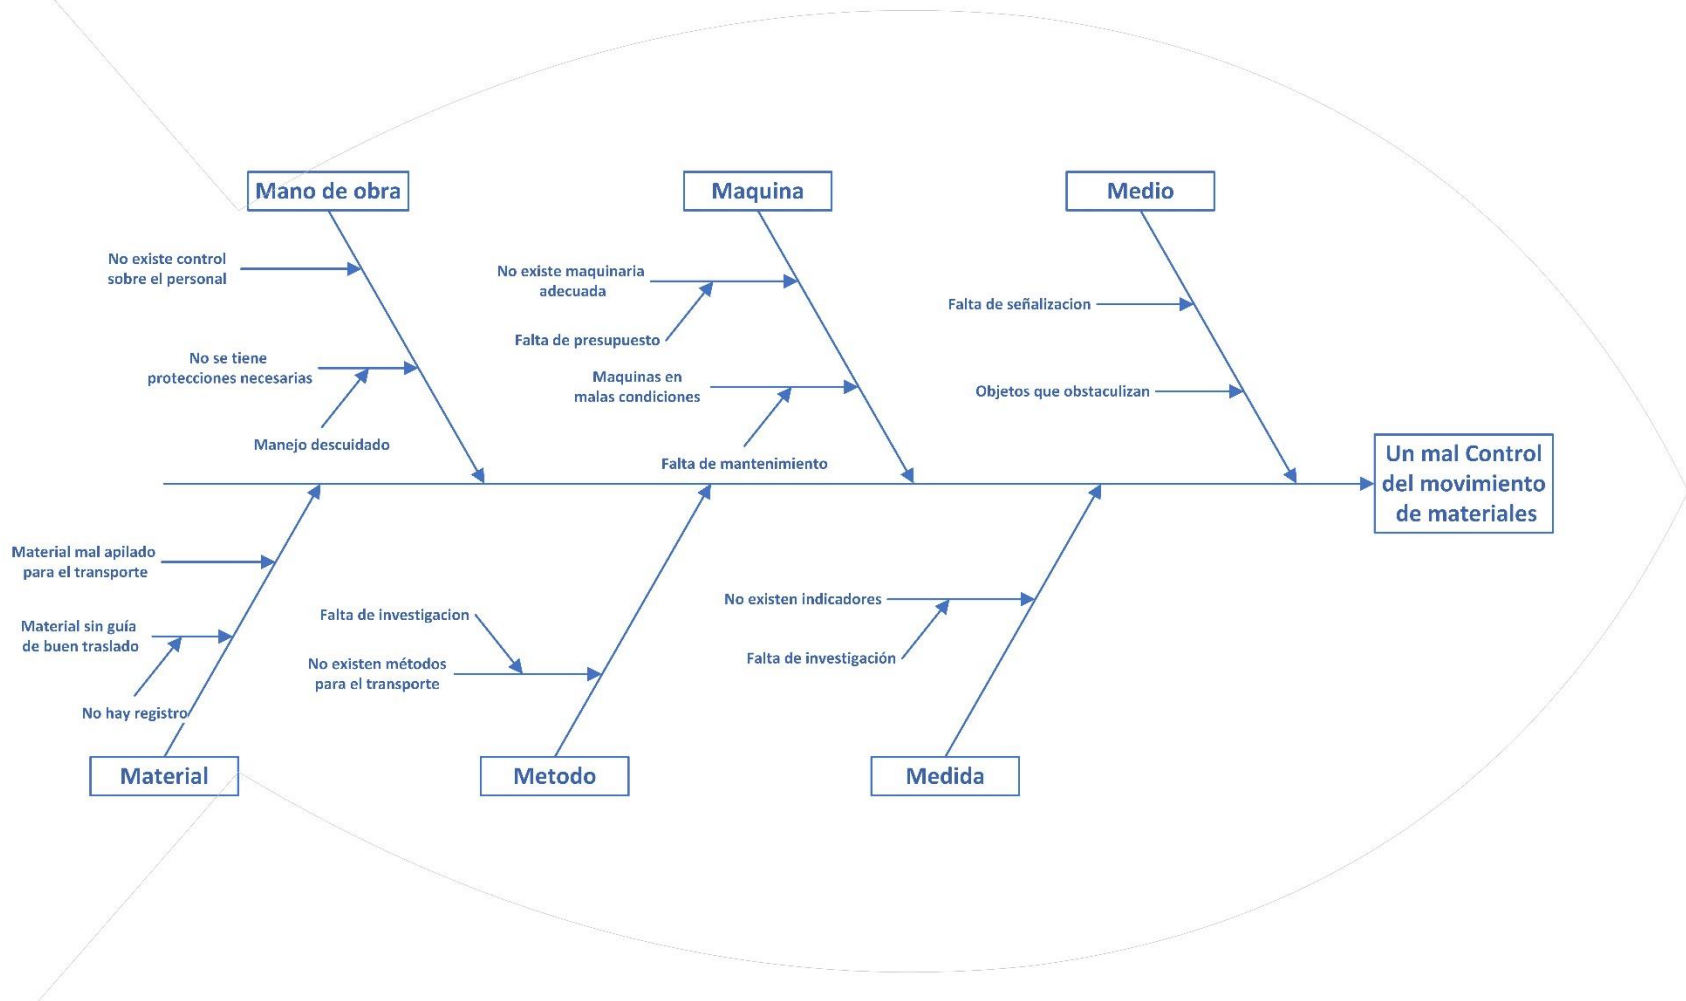 Mano de obra
Maquina
Medio
No existe control
sobre el personal
No se tiene
protecciones necesarias
Manejo descuidado
No existe maquinaria
adecuada
Falta de presupuesto
Maquinas en
malas condiciones
Falta de mantenimiento
Falta de señalizacion
Objetos que obstaculizan
Un mal Control
del movimiento
de materiales
Material mal apilado
para el transporte
Material sin guía
de buen traslado
No hay registro
Falta de investigacion
No existen métodos
para el transporte
No existen indicadores
Falta de investigación
Material
Metodo
Medida